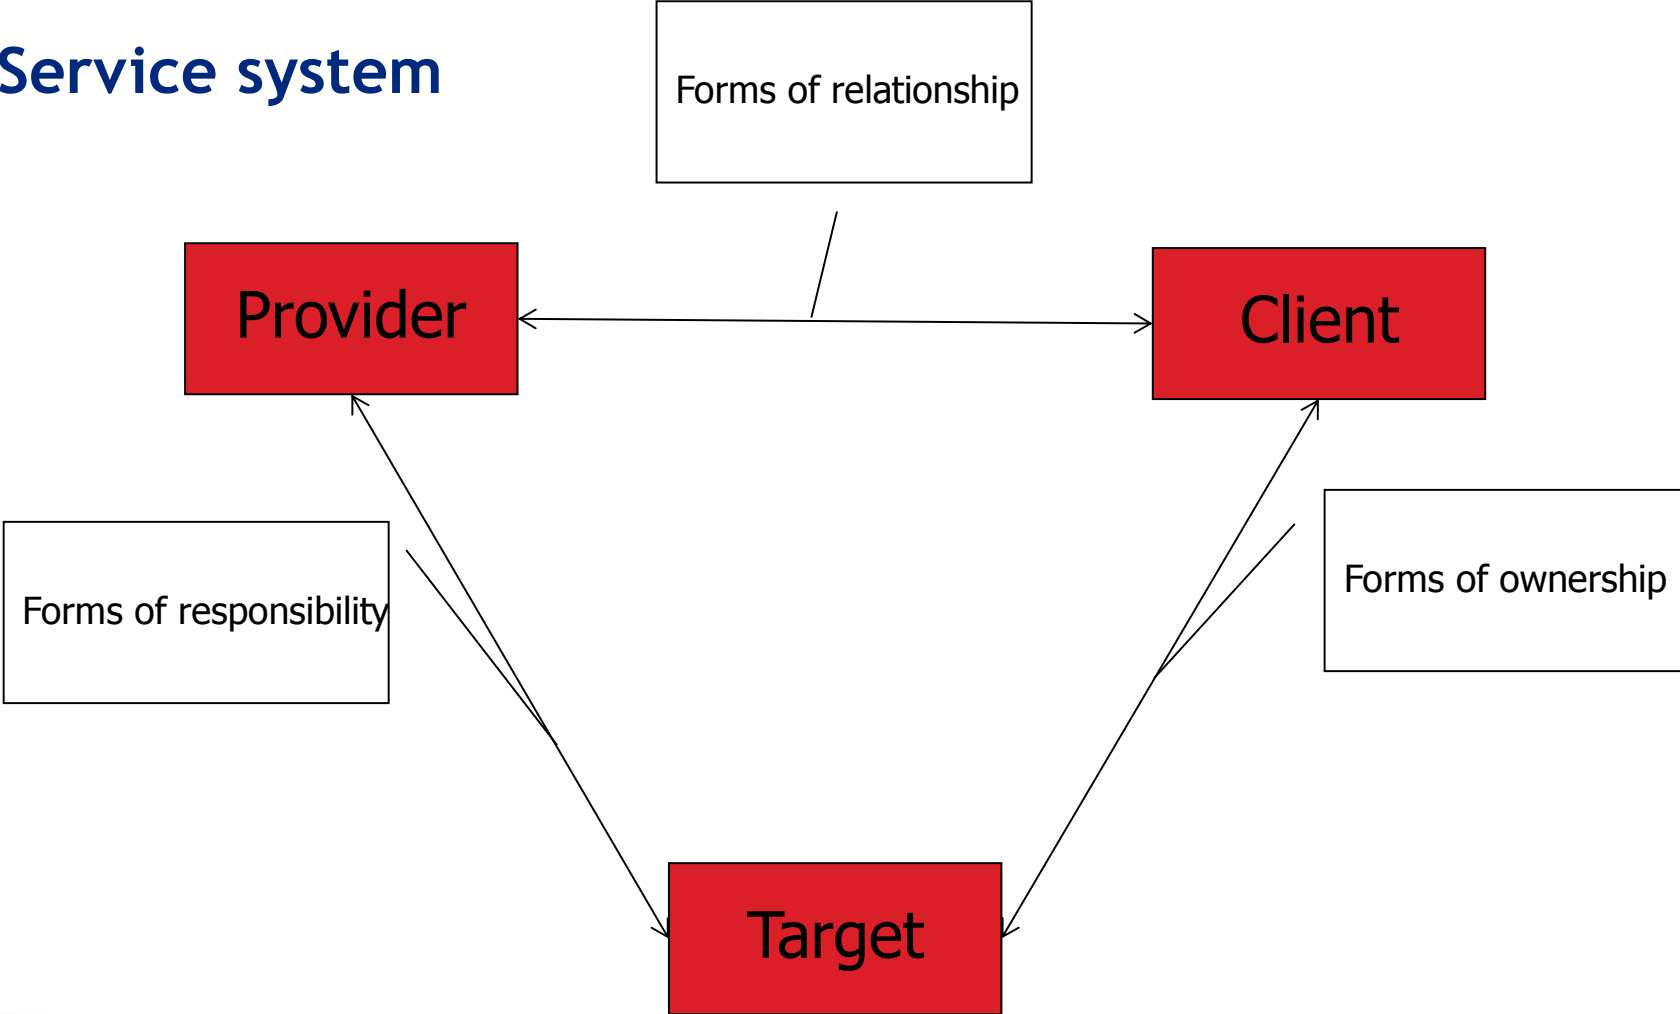 Service system
Forms of relationship
Provider
Client
Forms of responsibility
Forms of ownership
Target